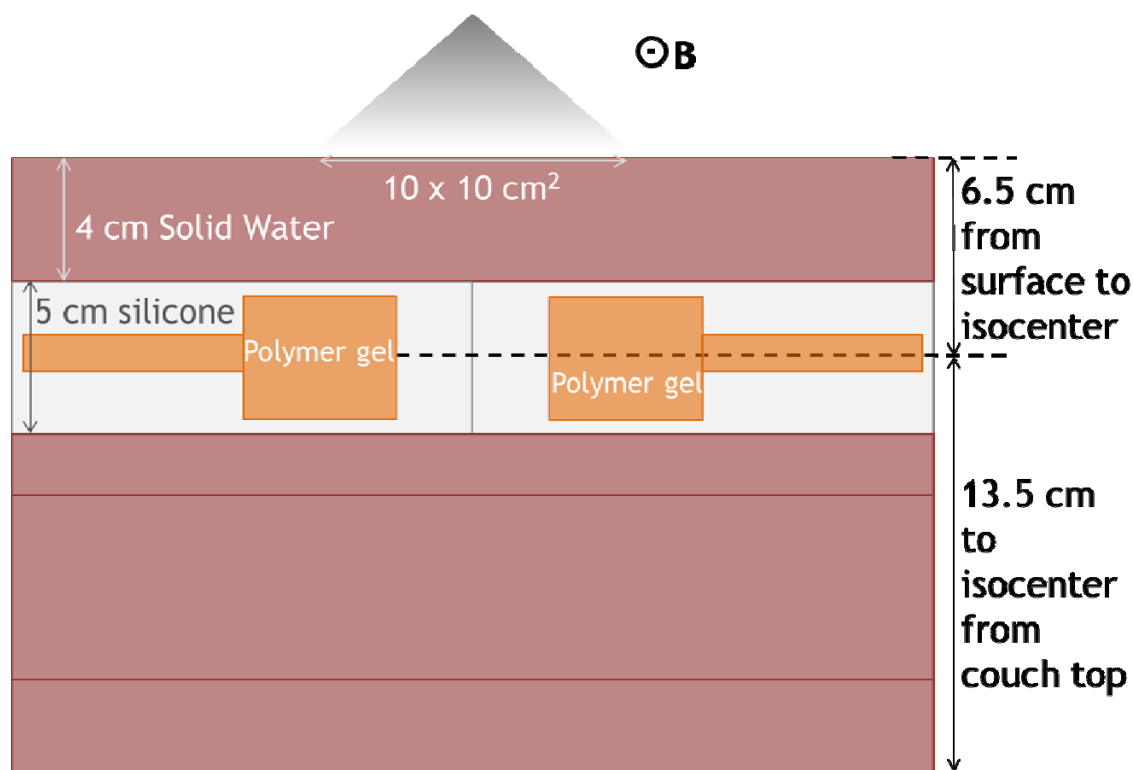 B
10 x 10 cm²
4 cm Solid Water
6.5 cm
from
surface to
isocenter
5 cm silicone
Polymer gel
Polymer gel
13.5 cm
to
isocenter
from
couch top